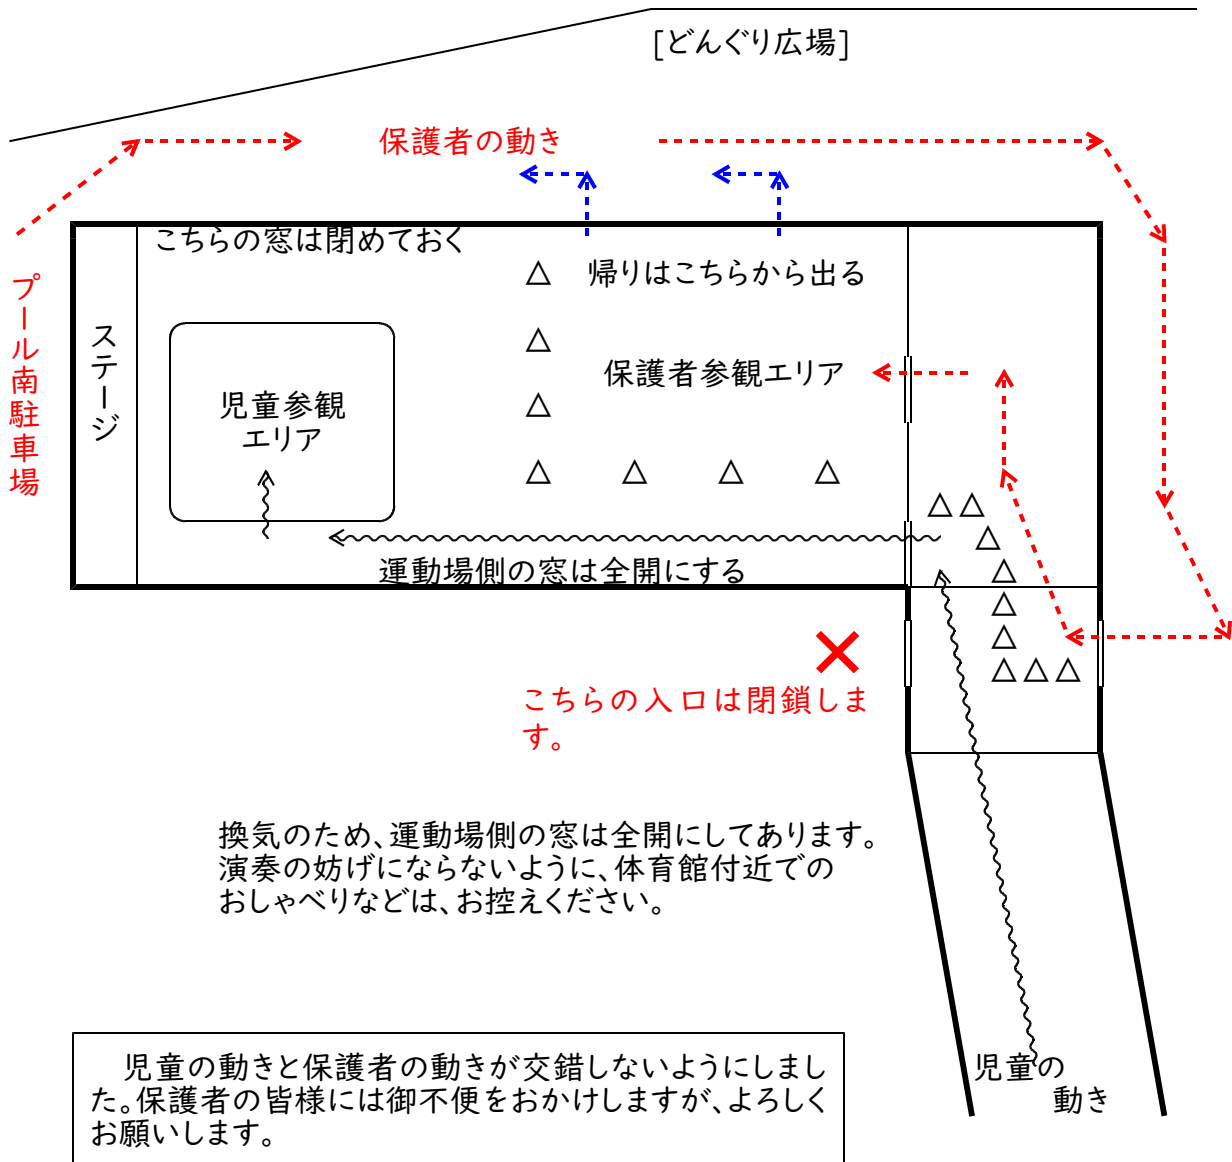 [どんぐり広場]
保護者の動き
こちらの窓は閉めておく
帰りはこちらから出る
プール南駐車場
ステージ
保護者参観エリア
児童参観
エリア
運動場側の窓は全開にする
こちらの入口は閉鎖しま
す。
換気のため、運動場側の窓は全開にしてあります。
演奏の妨げにならないように、体育館付近での
おしゃべりなどは、お控えください。
児童の
動き
児童の動きと保護者の動きが交錯しないようにしまし
た。保護者の皆様には御不便をおかけしますが、よろしく
お願いします。